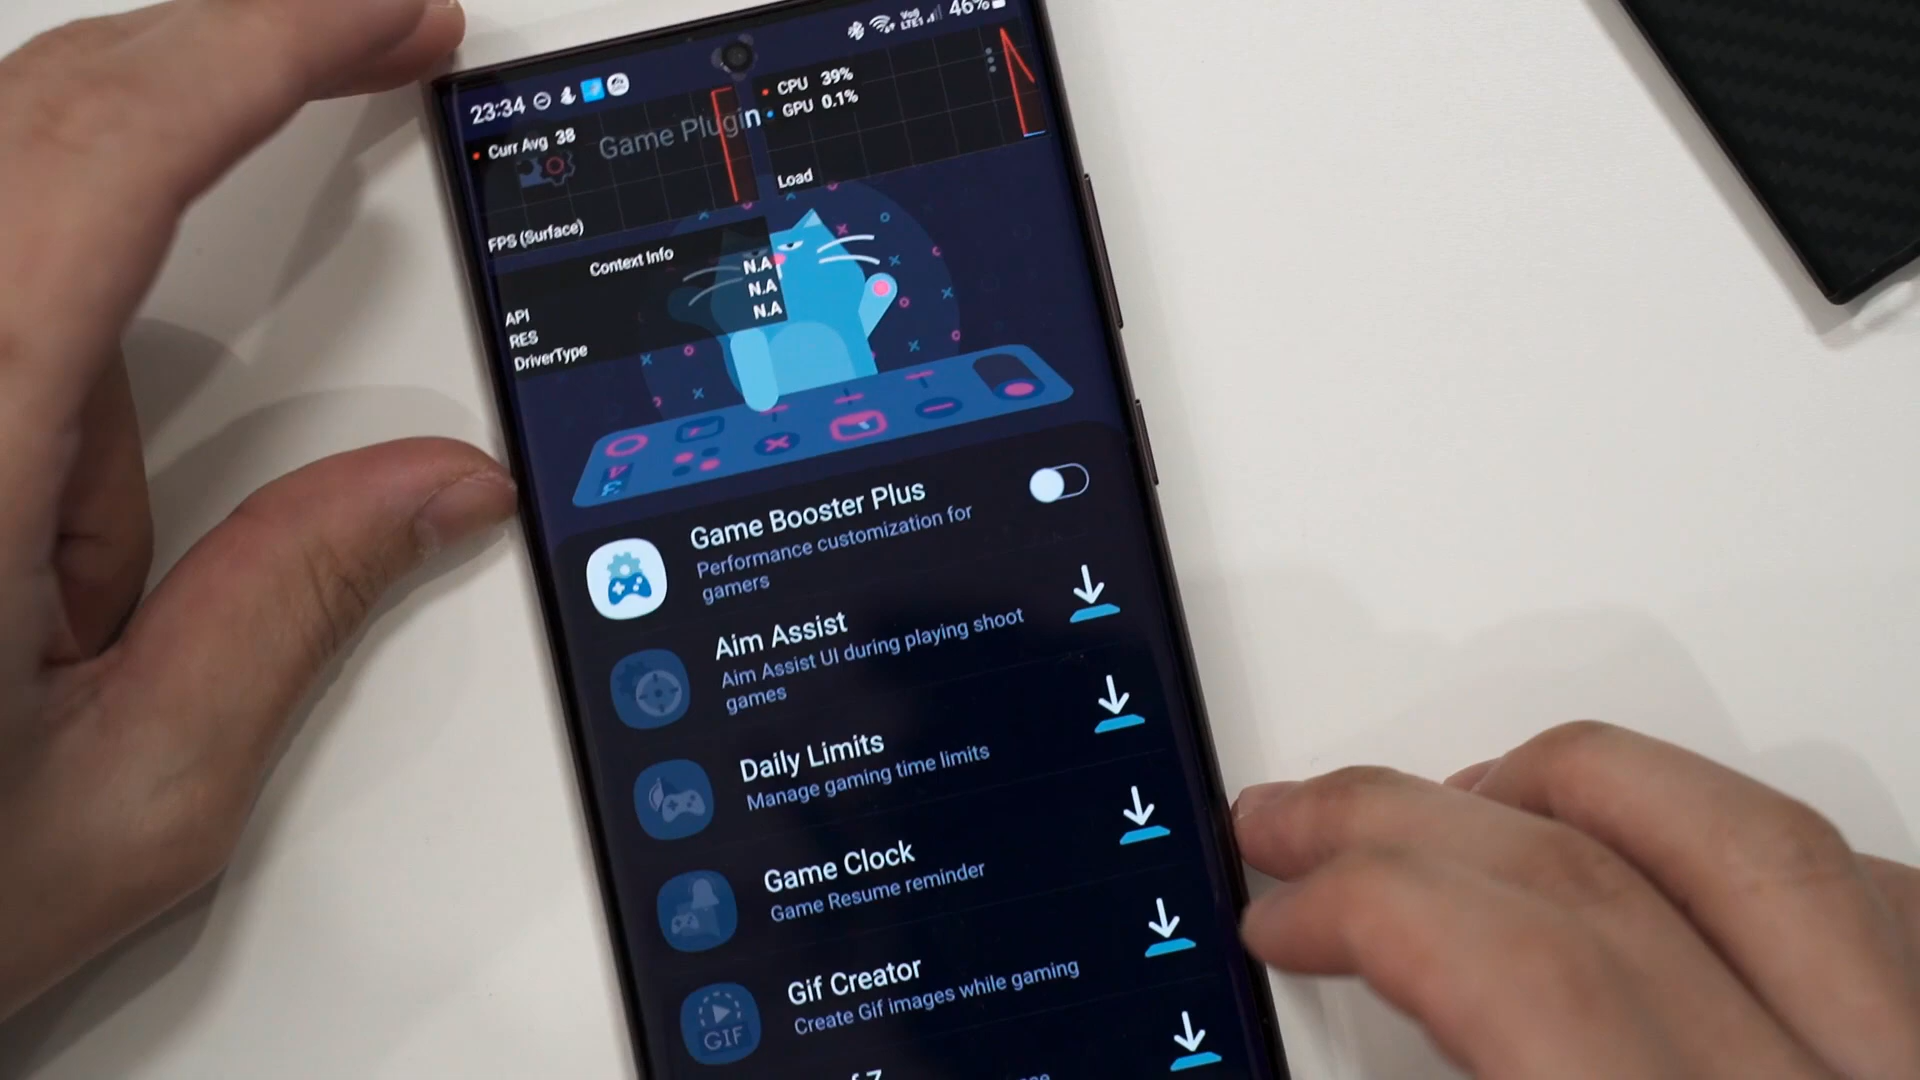 23:34
Vo))
LTE1
46%
Curr Avg 38
Game Plugin
CPU 39%
GPU 0.1%
Load
FPS (Surface)
Context Info
API N.A
RES N.A
DriverType N.A
Game Booster Plus
Performance customization for
gamers
Aim Assist
Aim Assist UI during playing shoot
games
Daily Limits
Manage gaming time limits
Game Clock
Game Resume reminder
GIF
Gif Creator
Create Gif images while gaming